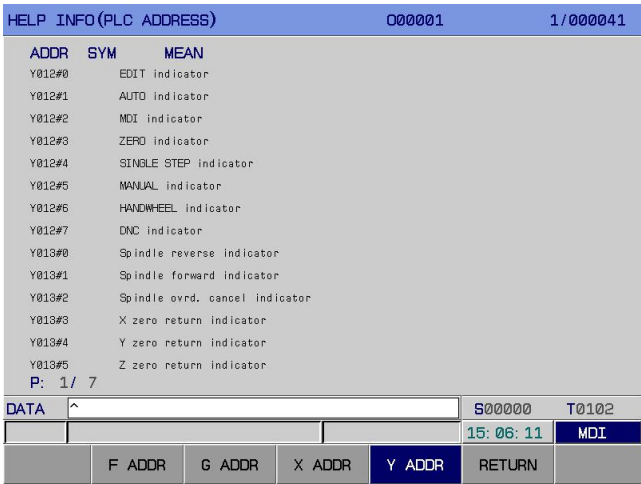 HELP INFO(PLC ADDRESS) O00001 1/000041
ADDR SYM MEAN
Y012#0 EDIT indicator
Y012#1 AUTO indicator
Y012#2 MDI indicator
Y012#3 ZERO indicator
Y012#4 SINGLE STEP indicator
Y012#5 MANUAL indicator
Y012#6 HANDWHEEL indicator
Y012#7 DNC indicator
Y013#0 Spindle reverse indicator
Y013#1 Spindle forward indicator
Y013#2 Spindle ovrd. cancel indicator
Y013#3 X zero return indicator
Y013#4 Y zero return indicator
Y013#5 Z zero return indicator
P: 1/ 7
DATA ^ S00000 T0102
15:06:11 MDI
F ADDR G ADDR X ADDR Y ADDR RETURN